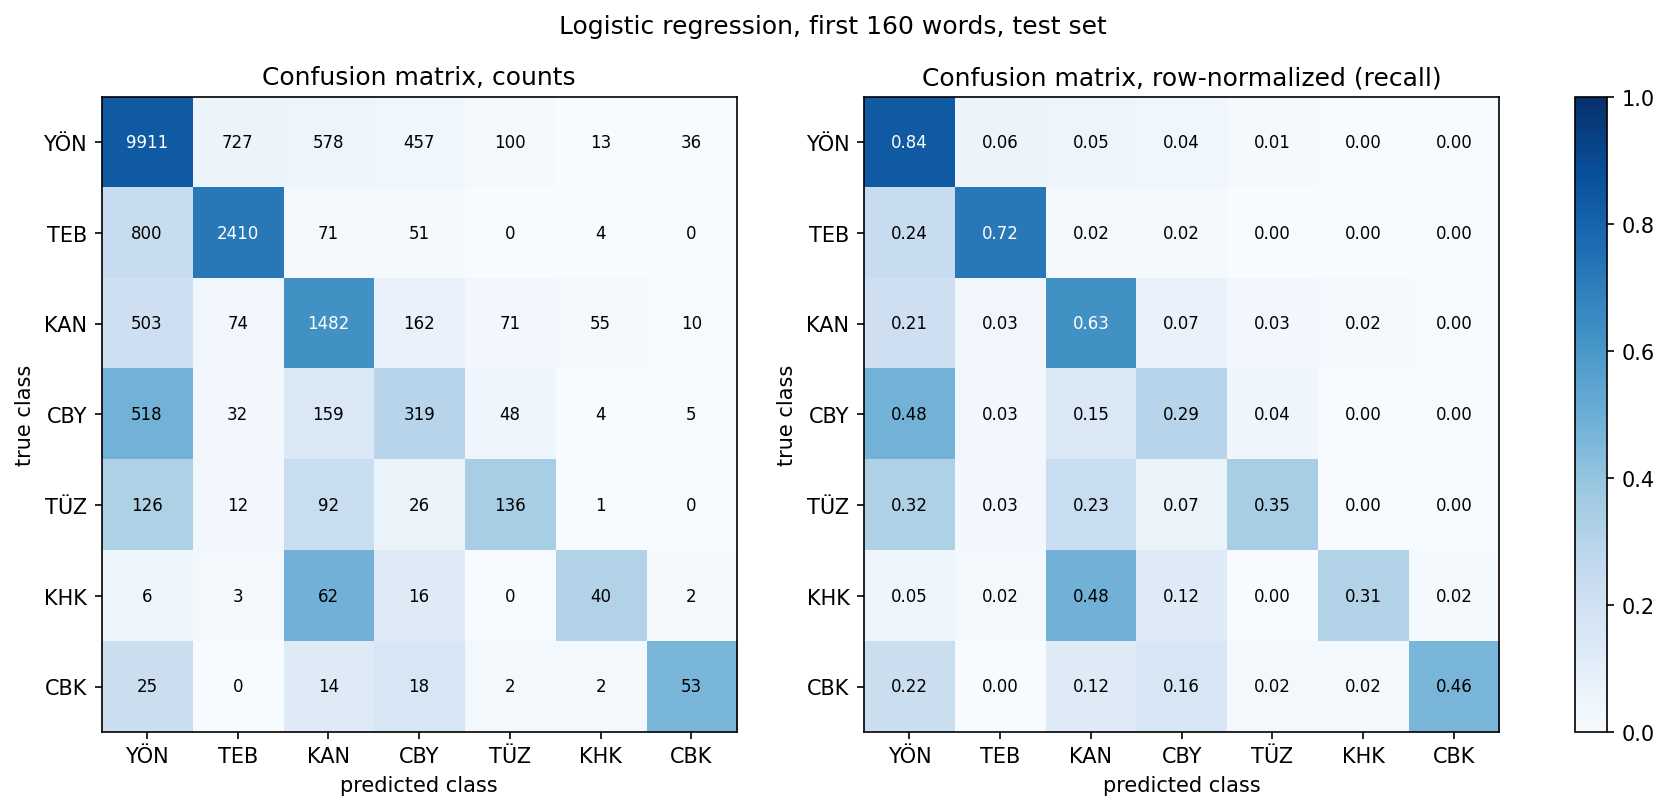 Logistic regression, first 160 words, test set
Confusion matrix, counts
YÖN 9911 727 578 457 100 13 36
TEB 800 2410 71 51 0 4 0
KAN 503 74 1482 162 71 55 10
CBY 518 32 159 319 48 4 5
TÜZ 126 12 92 26 136 1 0
KHK 6 3 62 16 0 40 2
CBK 25 0 14 18 2 2 53
YÖN TEB KAN CBY TÜZ KHK CBK
predicted class
true class
Confusion matrix, row-normalized (recall)
YÖN 0.84 0.06 0.05 0.04 0.01 0.00 0.00
TEB 0.24 0.72 0.02 0.02 0.00 0.00 0.00
KAN 0.21 0.03 0.63 0.07 0.03 0.02 0.00
CBY 0.48 0.03 0.15 0.29 0.04 0.00 0.00
TÜZ 0.32 0.03 0.23 0.07 0.35 0.00 0.00
KHK 0.05 0.02 0.48 0.12 0.00 0.31 0.02
CBK 0.22 0.00 0.12 0.16 0.02 0.02 0.46
YÖN TEB KAN CBY TÜZ KHK CBK
predicted class
true class
1.0
0.8
0.6
0.4
0.2
0.0